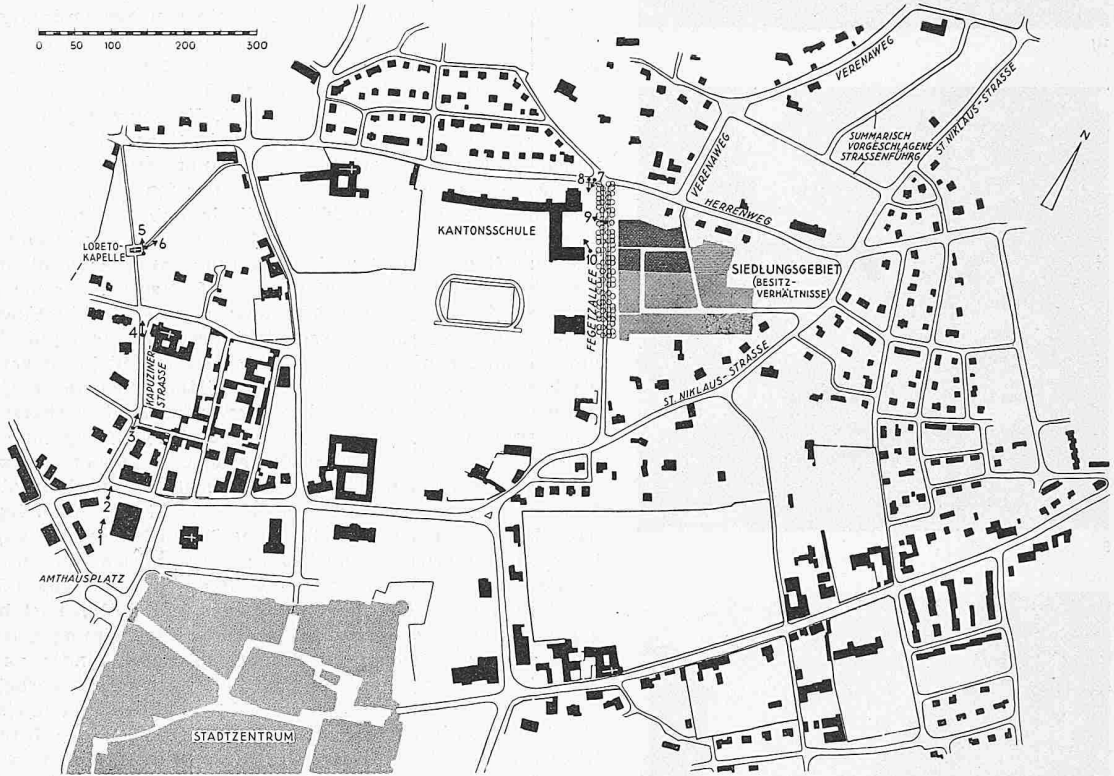 0 50 100 200 300
N
VERENAWEG
ST. NIKLAUS-STRASSE
SUMMARISCH
VORGESCHLAGENE
STRASSENFÜHRG.
VERENAWEG
HERRENWEG
8 7
9
10
KANTONSSCHULE
FEGETZALLEE
SIEDLUNGSGEBIET
(BESITZ-
VERHÄLTNISSE)
5
6
LORETO-
KAPELLE
4
KAPUZINER-
STRASSE
3
2
1
ST. NIKLAUS-STRASSE
AMTHAUSPLATZ
STADTZENTRUM